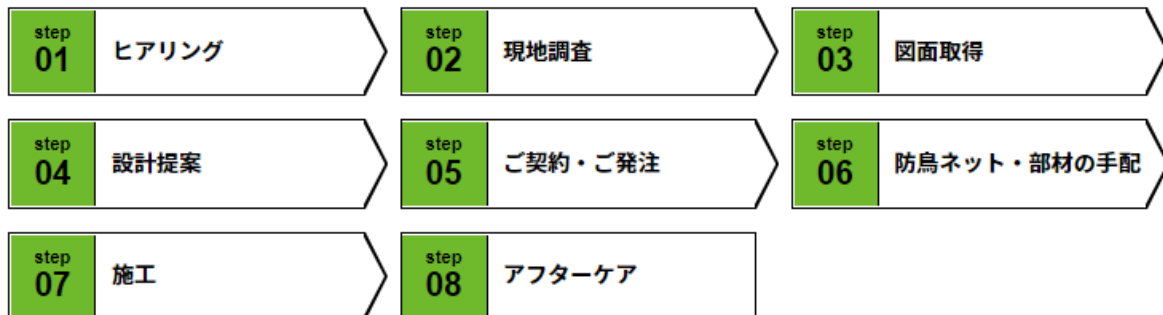 step
01
ヒアリング
step
02
現地調査
step
03
図面取得
step
04
設計提案
step
05
ご契約・ご発注
step
06
防鳥ネット・部材の手配
step
07
施工
step
08
アフターケア